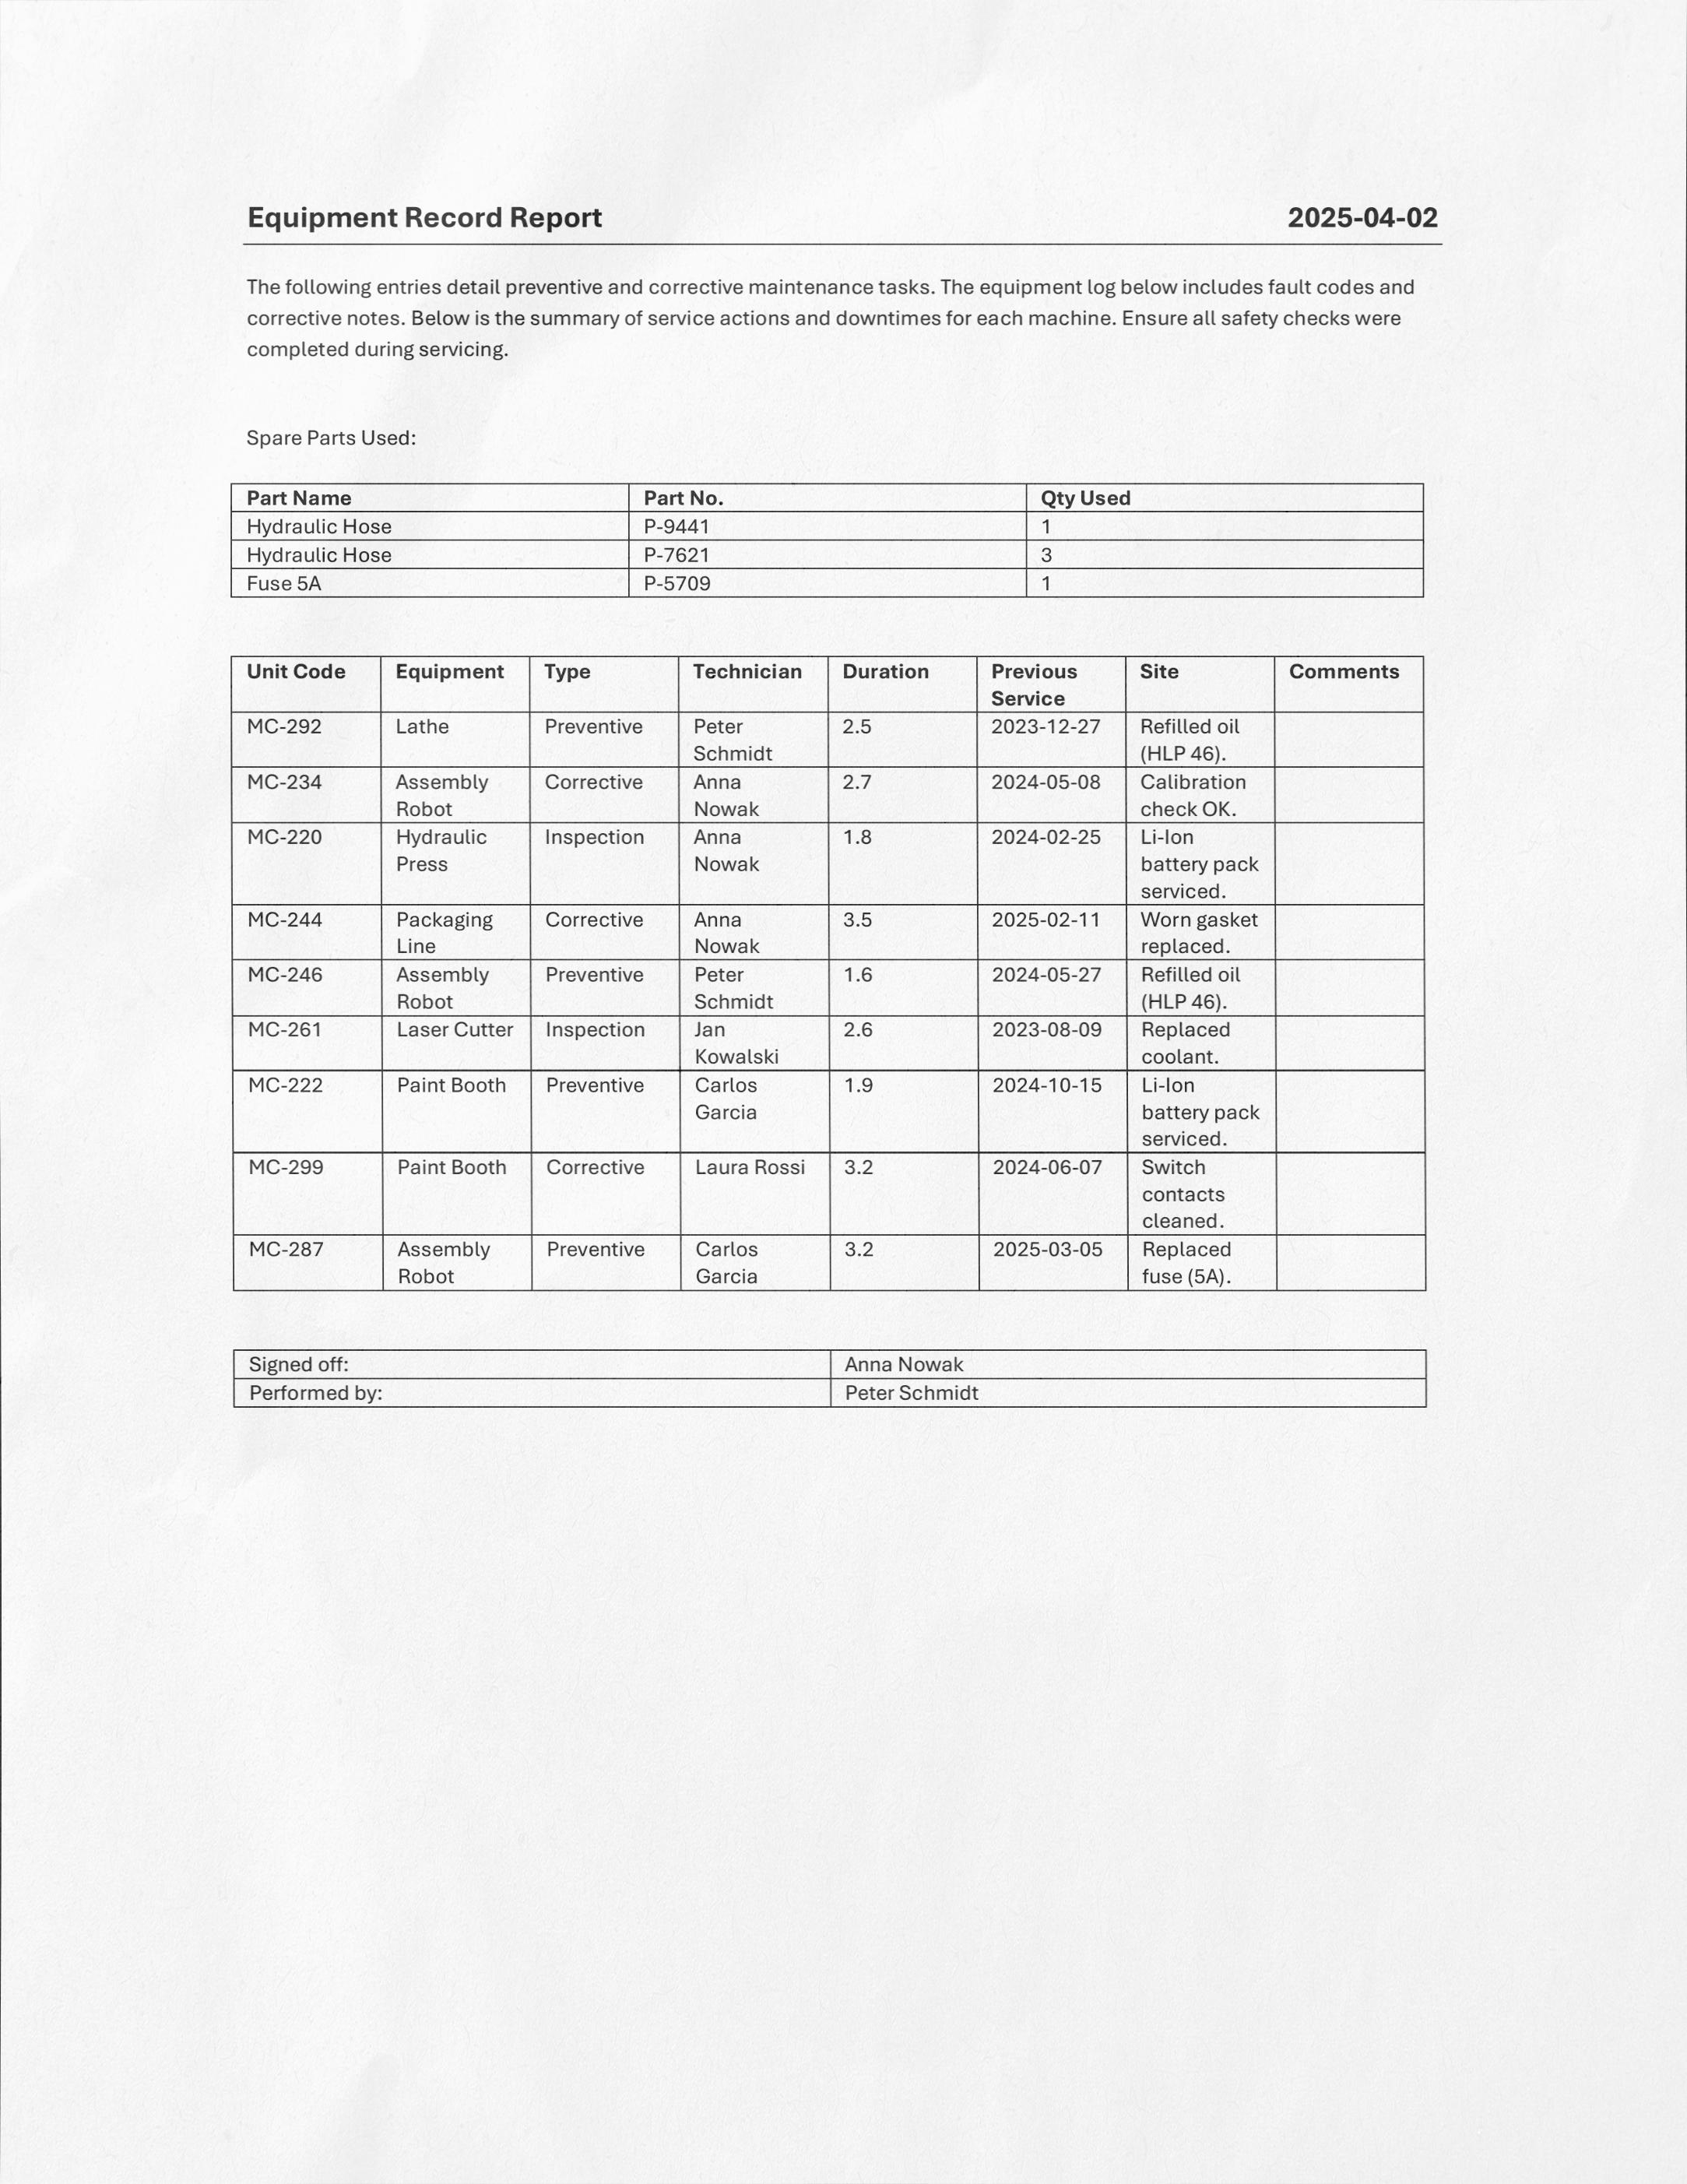 Equipment Record Report 2025-04-02
The following entries detail preventive and corrective maintenance tasks. The equipment log below includes fault codes and
corrective notes. Below is the summary of service actions and downtimes for each machine. Ensure all safety checks were
completed during servicing.
Spare Parts Used:
Part Name Part No. Qty Used
Hydraulic Hose P-9441 1
Hydraulic Hose P-7621 3
Fuse 5A P-5709 1
Unit Code Equipment Type Technician Duration Previous Site Comments
Service
MC-292 Lathe Preventive Peter 2.5 2023-12-27 Refilled oil
Schmidt (HLP 46).
MC-234 Assembly Corrective Anna 2.7 2024-05-08 Calibration
Robot Nowak check OK.
MC-220 Hydraulic Inspection Anna 1.8 2024-02-25 Li-Ion
Press Nowak battery pack
serviced.
MC-244 Packaging Corrective Anna 3.5 2025-02-11 Worn gasket
Line Nowak replaced.
MC-246 Assembly Preventive Peter 1.6 2024-05-27 Refilled oil
Robot Schmidt (HLP 46).
MC-261 Laser Cutter Inspection Jan 2.6 2023-08-09 Replaced
Kowalski coolant.
MC-222 Paint Booth Preventive Carlos 1.9 2024-10-15 Li-Ion
Garcia battery pack
serviced.
MC-299 Paint Booth Corrective Laura Rossi 3.2 2024-06-07 Switch
contacts
cleaned.
MC-287 Assembly Preventive Carlos 3.2 2025-03-05 Replaced
Robot Garcia fuse (5A).
Signed off: Anna Nowak
Performed by: Peter Schmidt